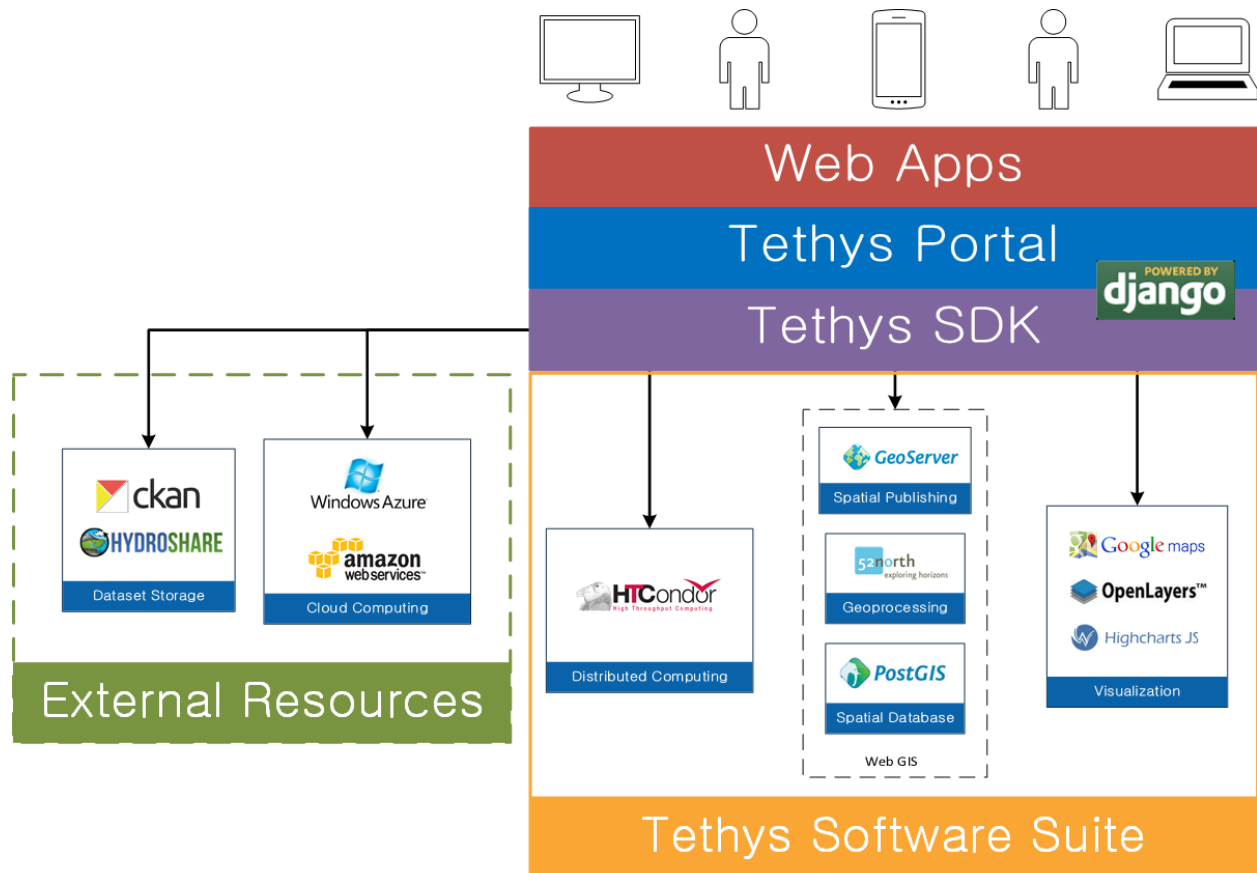 Web Apps
Tethys Portal
POWERED BY
django
Tethys SDK
ckan
HYDROSHARE
Dataset Storage
Windows Azure
amazon
webservices™
Cloud Computing
External Resources
HTCondor
High Throughput Computing
Distributed Computing
GeoServer
Spatial Publishing
52north
exploring horizons
Geoprocessing
PostGIS
Spatial Database
Web GIS
Google maps
OpenLayers™
Highcharts JS
Visualization
Tethys Software Suite